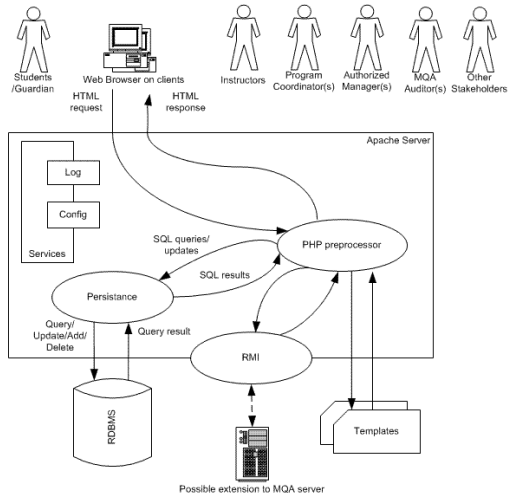 Students
/Guardian
Web Browser on clients
Instructors
Program
Coordinator(s)
Authorized
Manager(s)
MQA
Auditor(s)
Other
Stakeholders
HTML
request
HTML
response
Apache Server
Log
Config
Services
SQL queries/
updates
PHP preprocessor
SQL results
Persistance
Query/
Update/Add/
Delete
Query result
RMI
RDBMS
Templates
Possible extension to MQA server